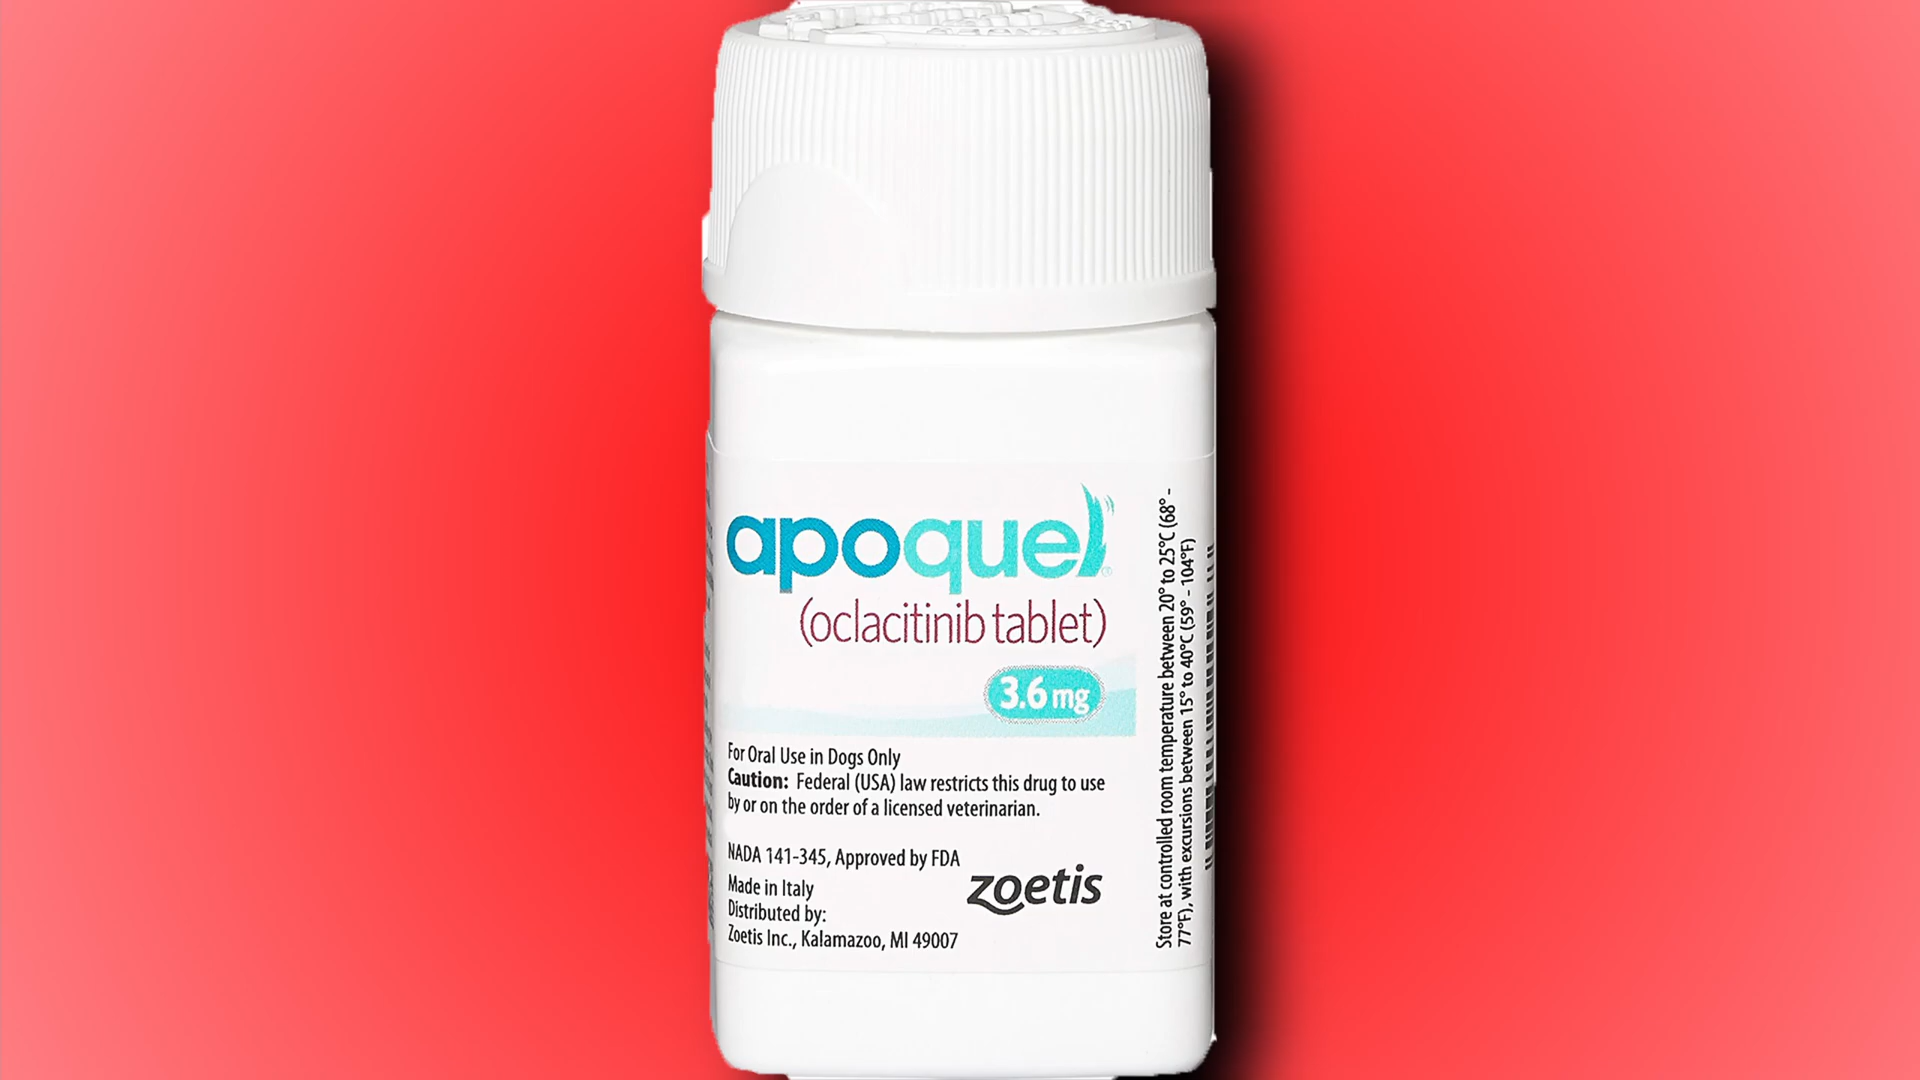 apoquel®
(oclacitinib tablet)
3.6 mg
For Oral Use in Dogs Only
Caution: Federal (USA) law restricts this drug to use
by or on the order of a licensed veterinarian.
NADA 141-345, Approved by FDA
Made in Italy
Distributed by:
Zoetis Inc., Kalamazoo, MI 49007
zoetis
Store at controlled room temperature between 20° to 25°C (68° -
77°F), with excursions between 15° to 40°C (59° - 104°F)